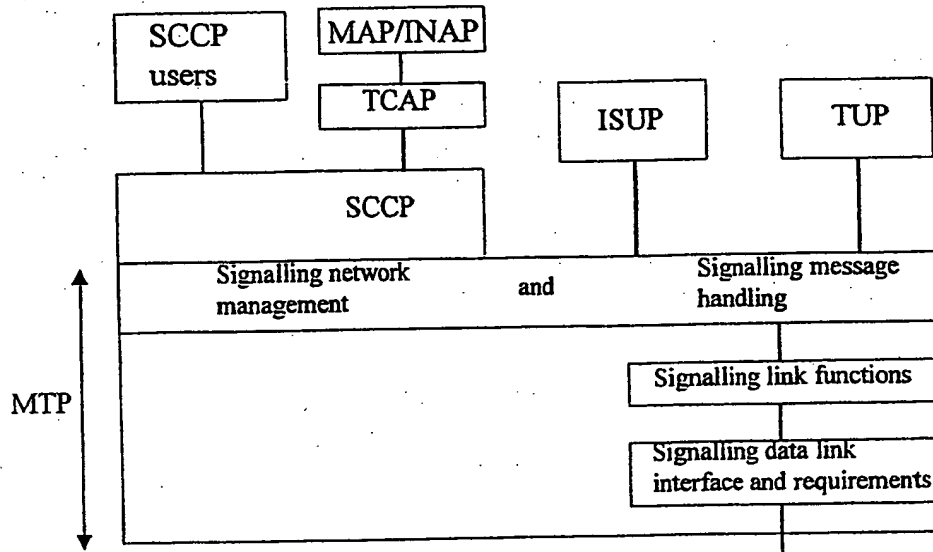 SCCP
users
MAP/INAP
TCAP
ISUP
TUP
SCCP
Signalling network
management
and
Signalling message
handling
MTP
Signalling link functions
Signalling data link
interface and requirements